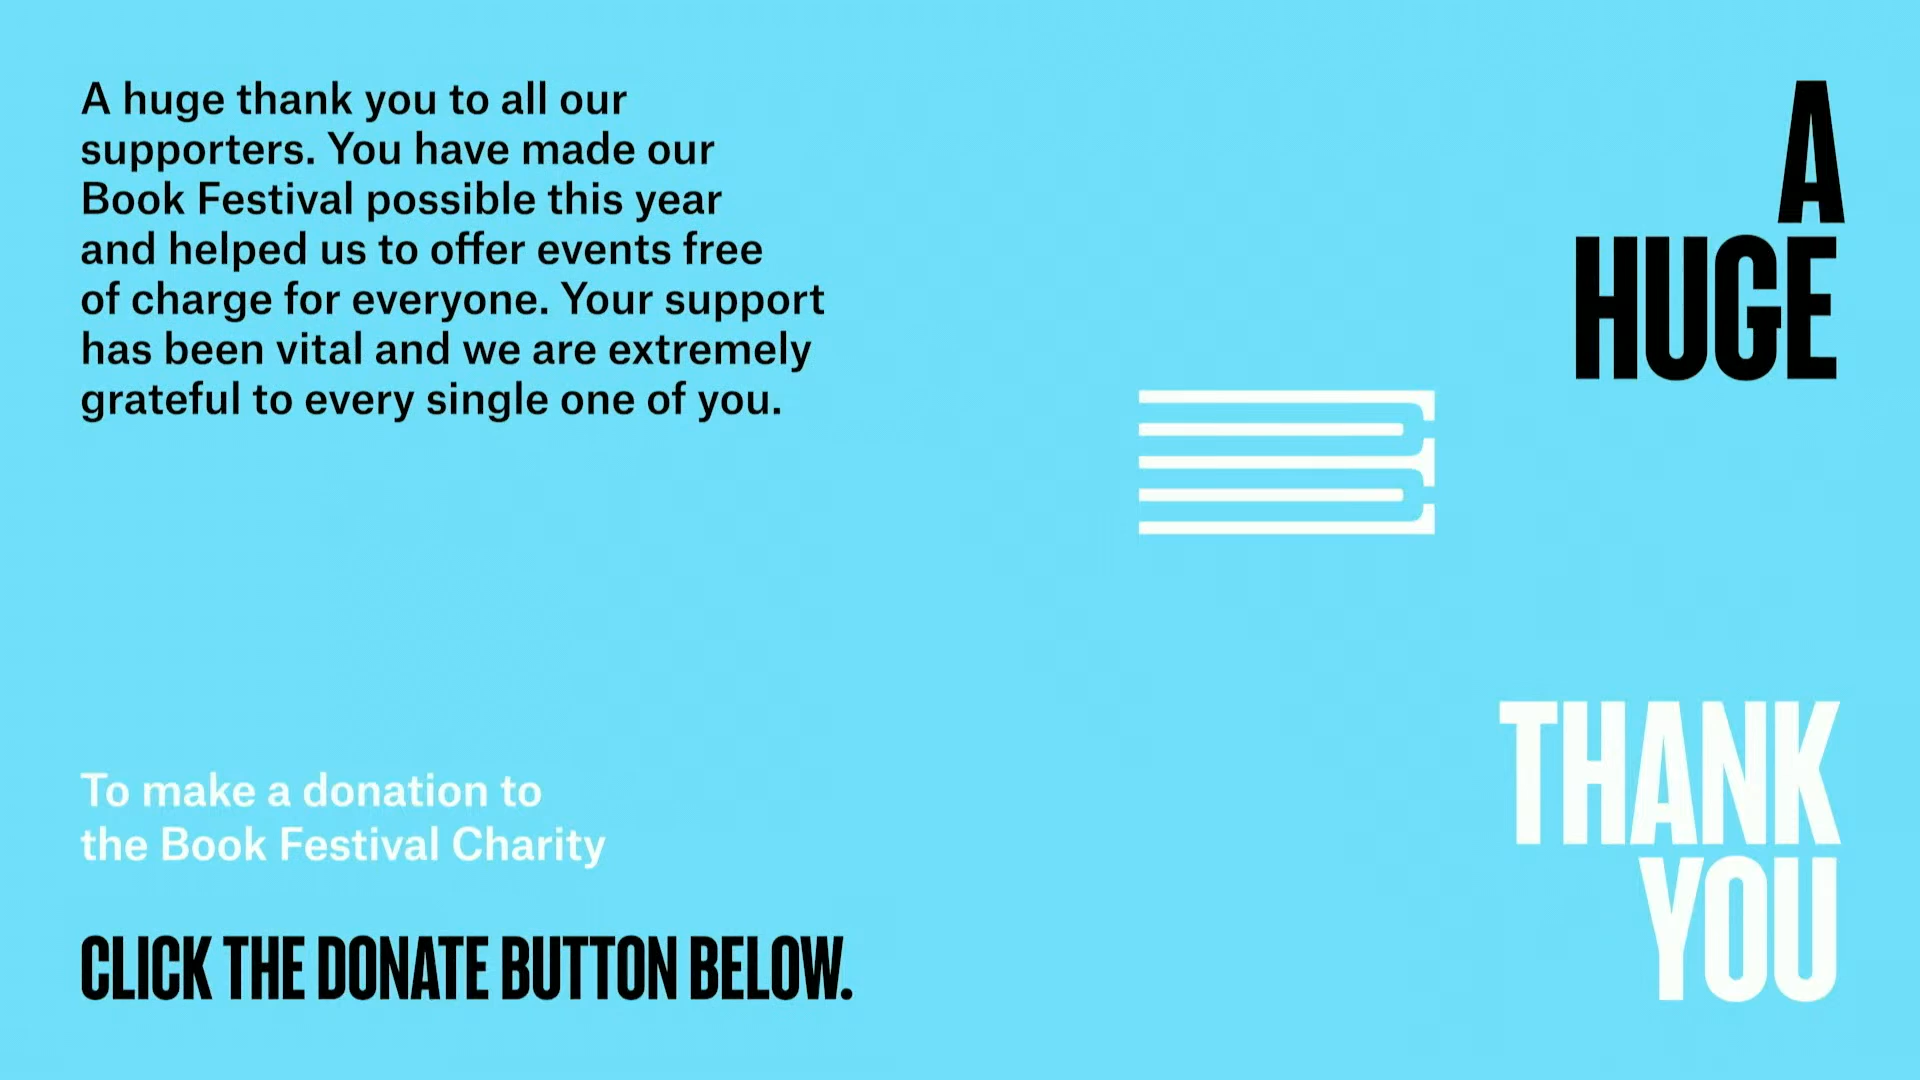 A huge thank you to all our
supporters. You have made our
Book Festival possible this year
and helped us to offer events free
of charge for everyone. Your support
has been vital and we are extremely
grateful to every single one of you.
To make a donation to
the Book Festival Charity
CLICK THE DONATE BUTTON BELOW.
A
HUGE
THANK
YOU